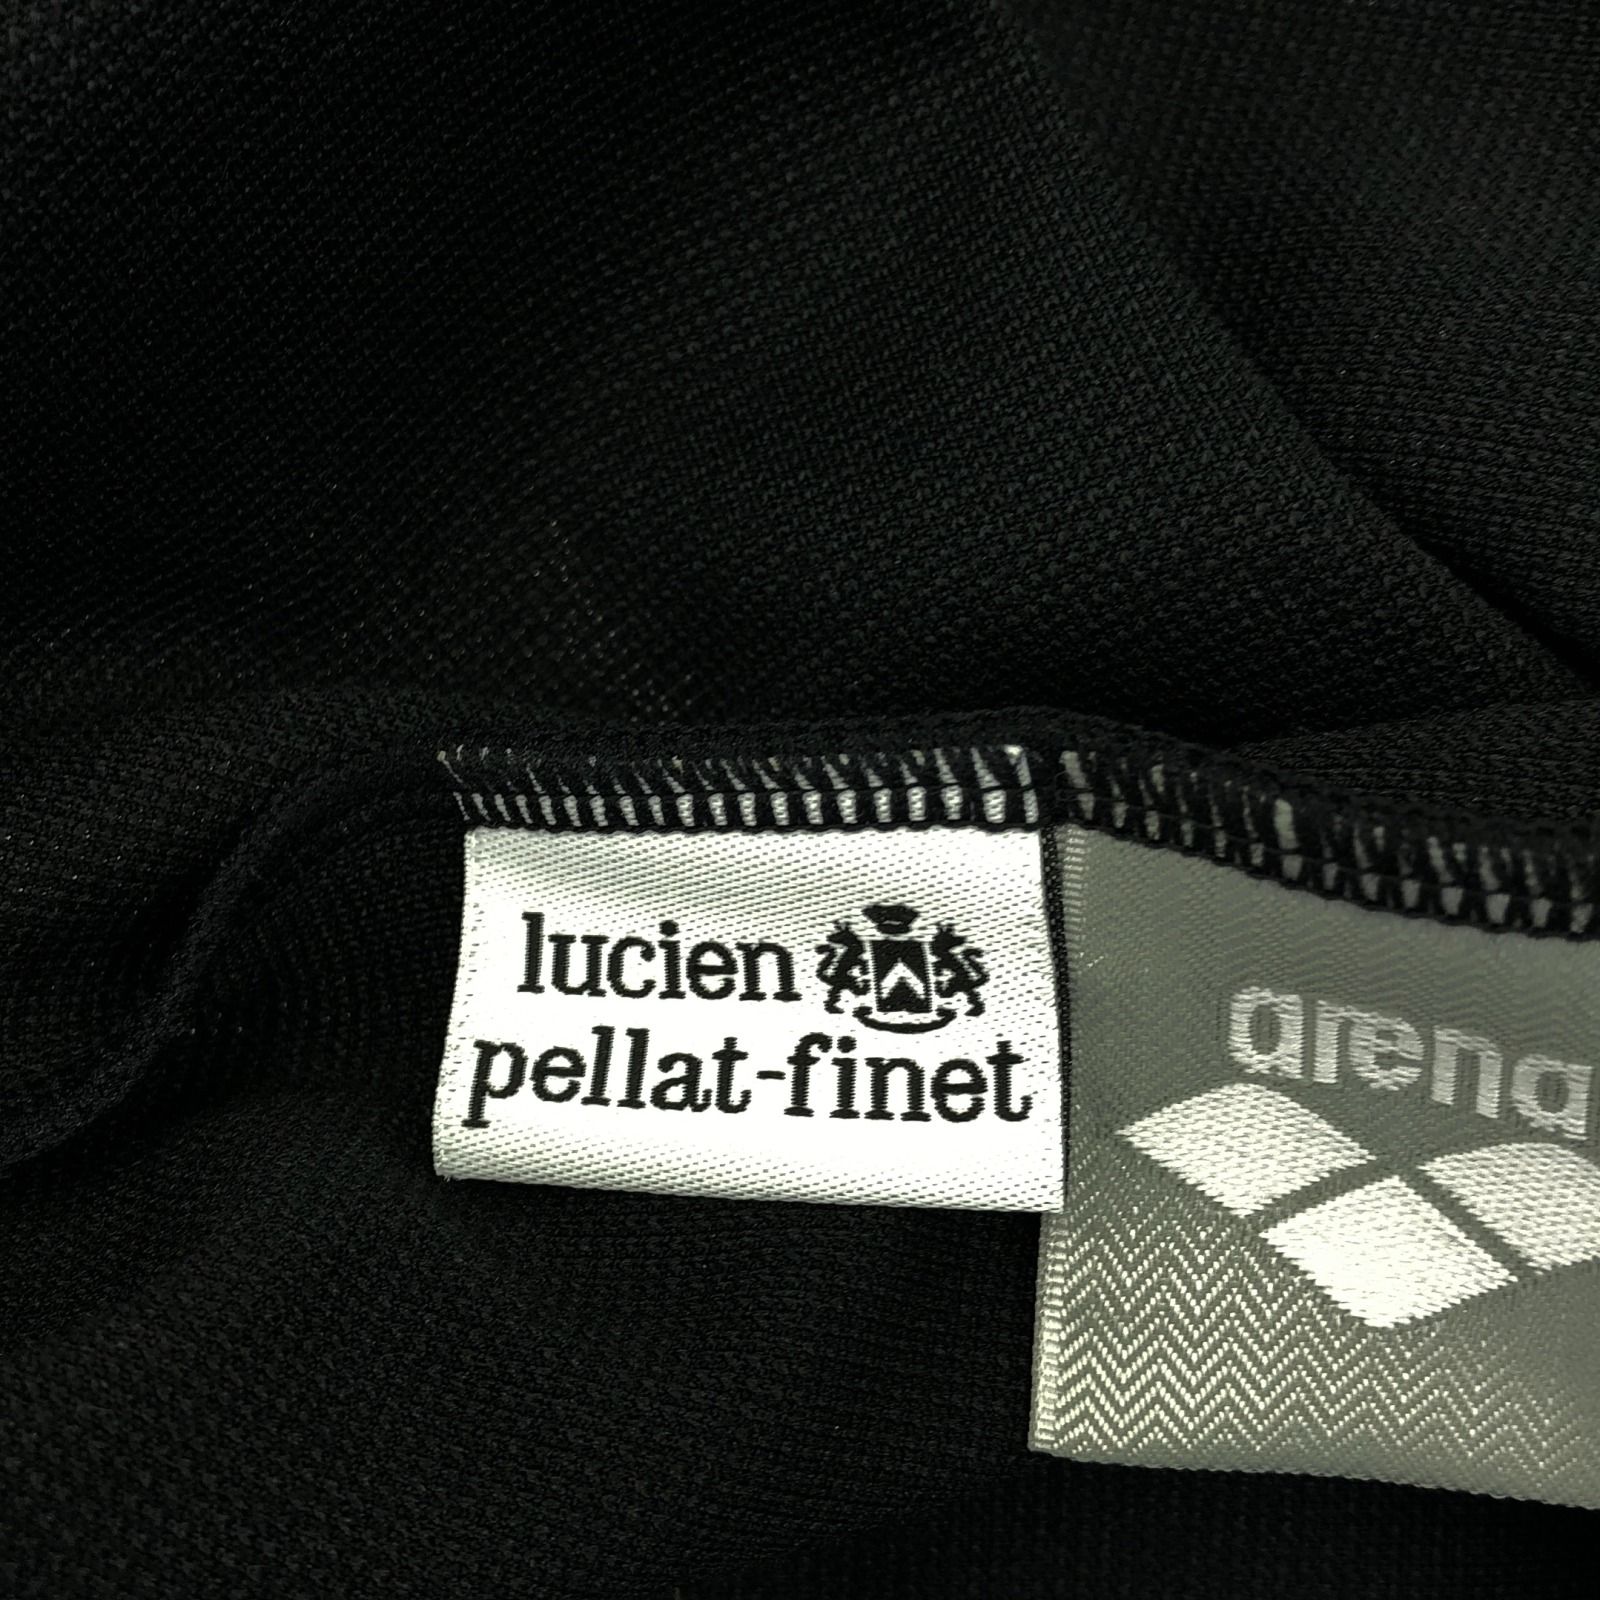 lucien
pellat-finet
arena